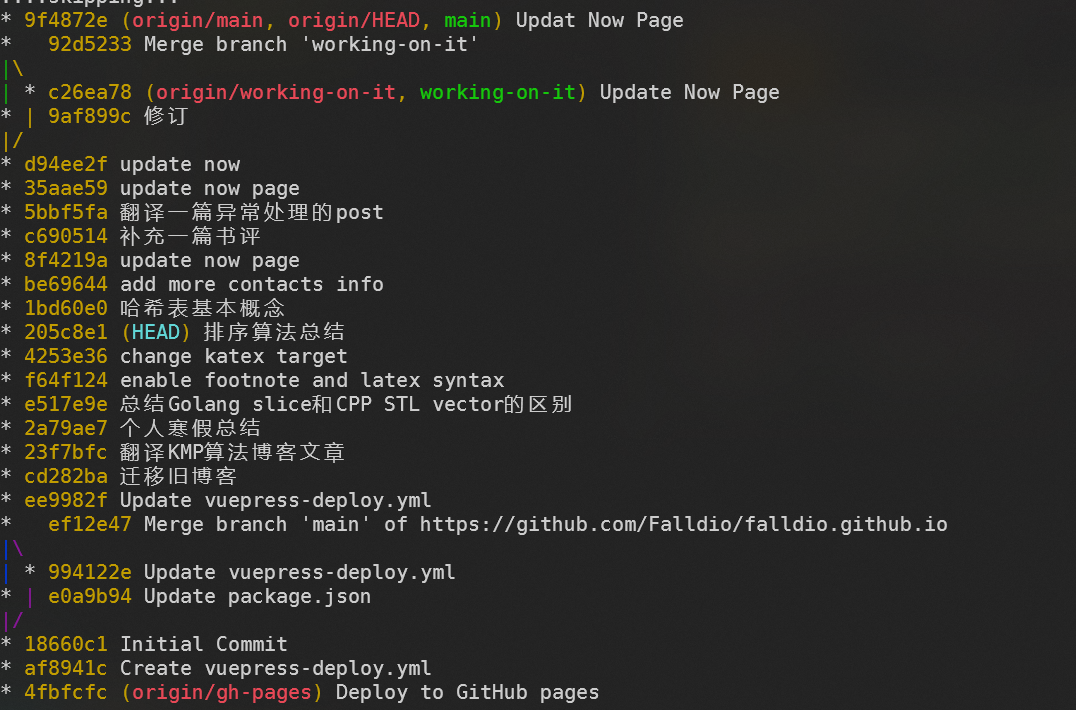 * 9f4872e (origin/main, origin/HEAD, main) Updat Now Page
*   92d5233 Merge branch 'working-on-it'
|\
| * c26ea78 (origin/working-on-it, working-on-it) Update Now Page
* | 9af899c 修订
|/
* d94ee2f update now
* 35aae59 update now page
* 5bbf5fa 翻译一篇异常处理的post
* c690514 补充一篇书评
* 8f4219a update now page
* be69644 add more contacts info
* 1bd60e0 哈希表基本概念
* 205c8e1 (HEAD) 排序算法总结
* 4253e36 change katex target
* f64f124 enable footnote and latex syntax
* e517e9e 总结Golang slice和CPP STL vector的区别
* 2a79ae7 个人寒假总结
* 23f7bfc 翻译KMP算法博客文章
* cd282ba 迁移旧博客
* ee9982f Update vuepress-deploy.yml
*   ef12e47 Merge branch 'main' of https://github.com/Falldio/falldio.github.io
|\
| * 994122e Update vuepress-deploy.yml
* | e0a9b94 Update package.json
|/
* 18660c1 Initial Commit
* af8941c Create vuepress-deploy.yml
* 4fbfcfc (origin/gh-pages) Deploy to GitHub pages